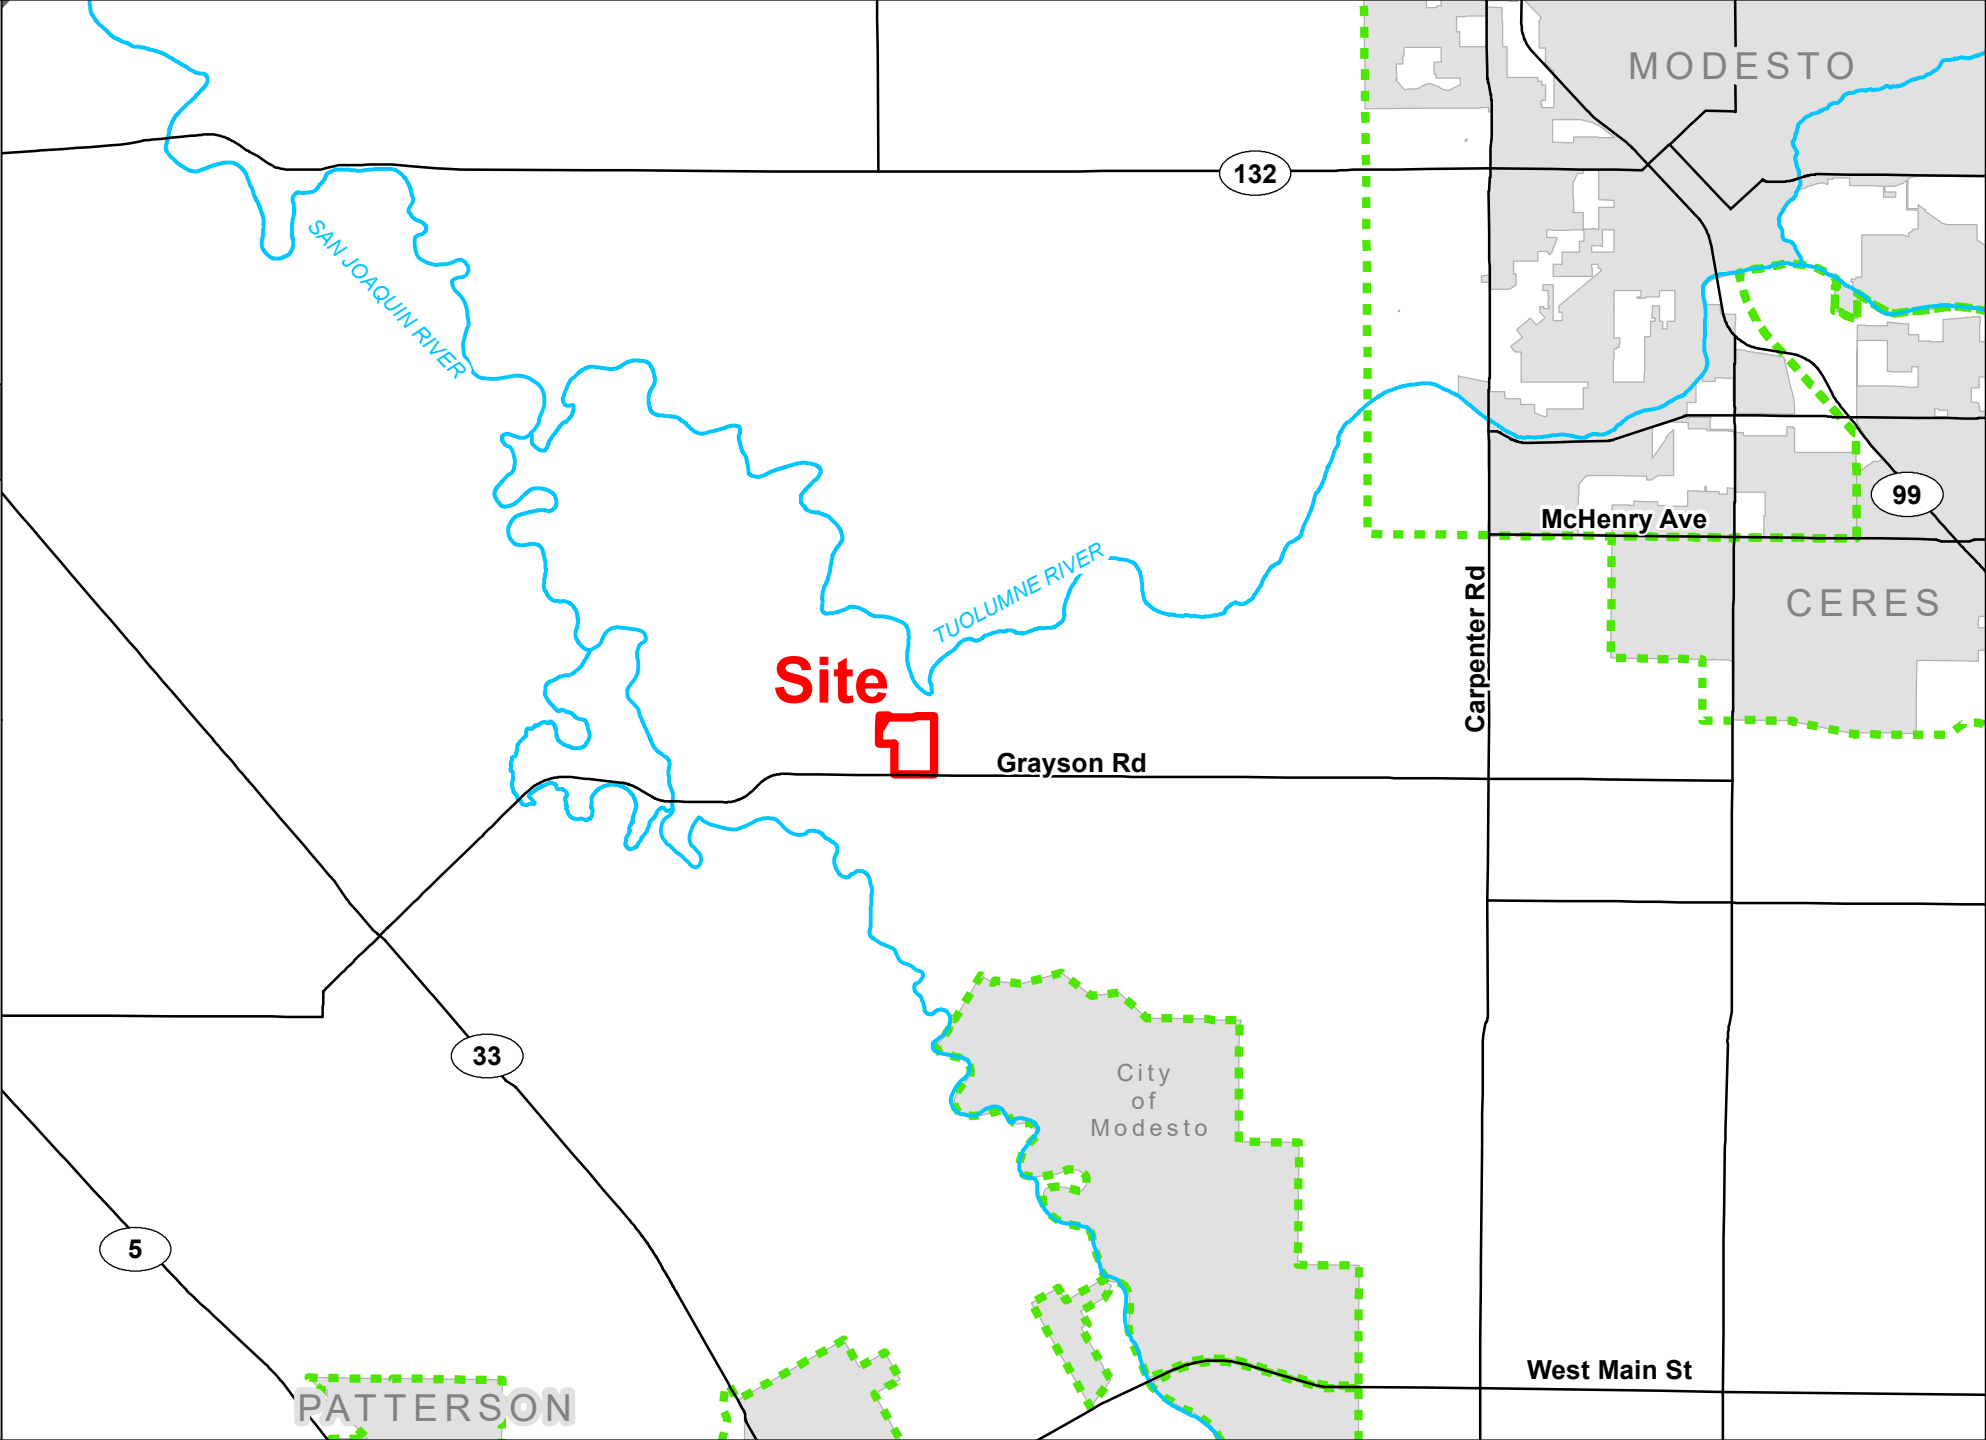 MODESTO
132
SAN JOAQUIN RIVER
99
McHenry Ave
TUOLUMNE RIVER
CERES
Carpenter Rd
Site
Grayson Rd
33
City
of
Modesto
5
West Main St
PATTERSON